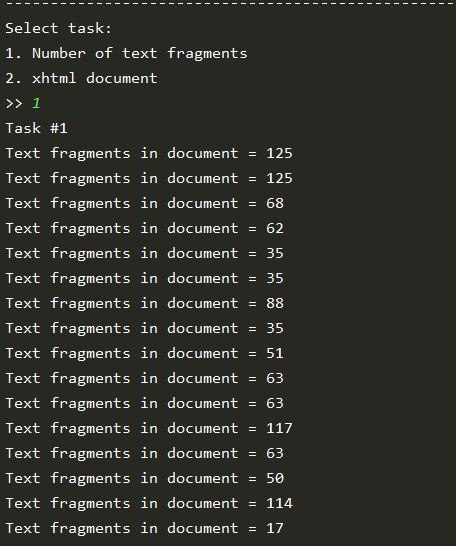 --------------------------------------------------
Select task:
1. Number of text fragments
2. xhtml document
>> 1
Task #1
Text fragments in document = 125
Text fragments in document = 125
Text fragments in document = 68
Text fragments in document = 62
Text fragments in document = 35
Text fragments in document = 35
Text fragments in document = 88
Text fragments in document = 35
Text fragments in document = 51
Text fragments in document = 63
Text fragments in document = 63
Text fragments in document = 117
Text fragments in document = 63
Text fragments in document = 50
Text fragments in document = 114
Text fragments in document = 17